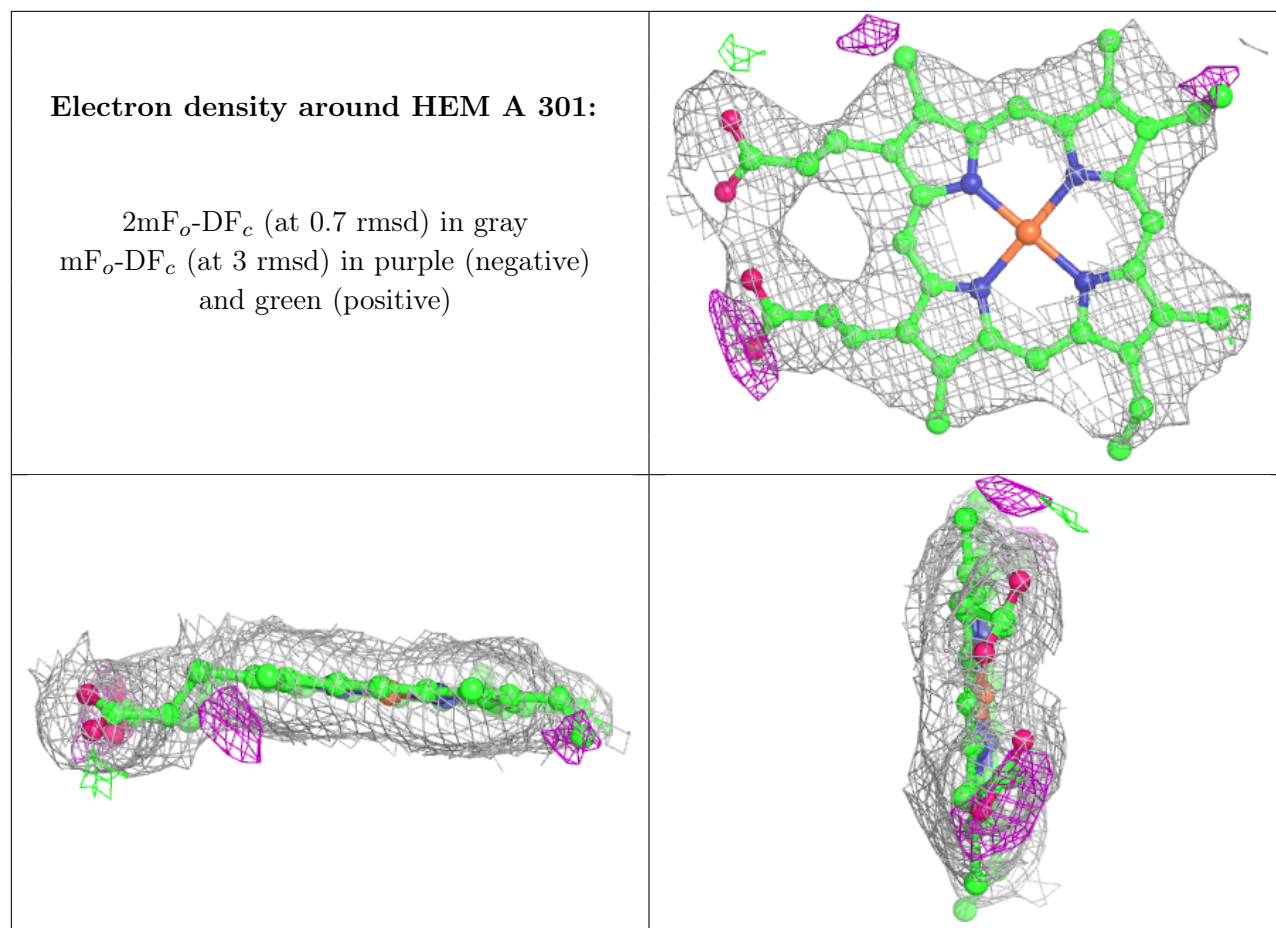 Electron density around HEM A 301:
2mFₒ-DF𝒸 (at 0.7 rmsd) in gray
mFₒ-DF𝒸 (at 3 rmsd) in purple (negative)
and green (positive)